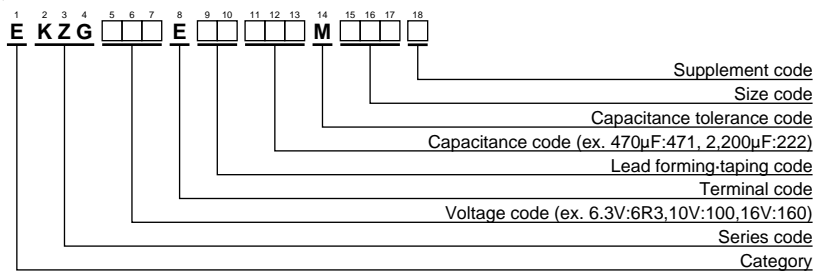 1 2 3 4 5 6 7 8 9 10 11 12 13 14 15 16 17 18
E K Z G E M
Supplement code
Size code
Capacitance tolerance code
Capacitance code (ex. 470µF:471, 2,200µF:222)
Lead forming·taping code
Terminal code
Voltage code (ex. 6.3V:6R3,10V:100,16V:160)
Series code
Category